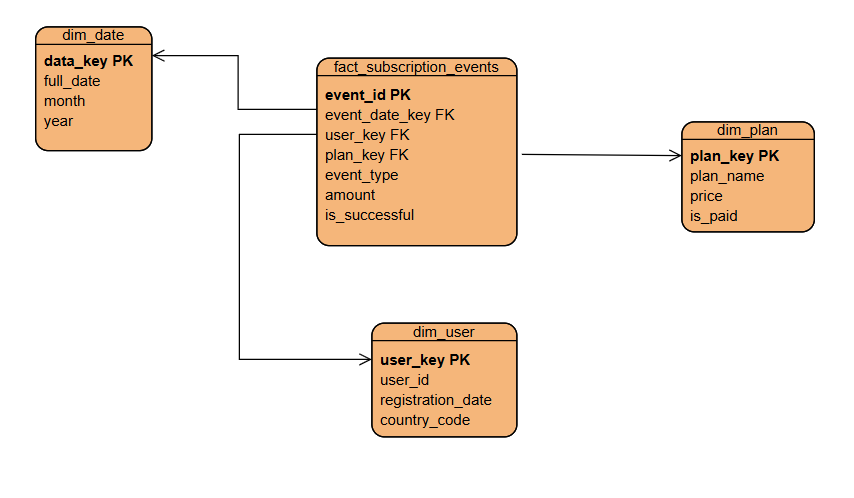 dim_date
data_key PK
full_date
month
year
fact_subscription_events
event_id PK
event_date_key FK
user_key FK
plan_key FK
event_type
amount
is_successful
dim_plan
plan_key PK
plan_name
price
is_paid
dim_user
user_key PK
user_id
registration_date
country_code